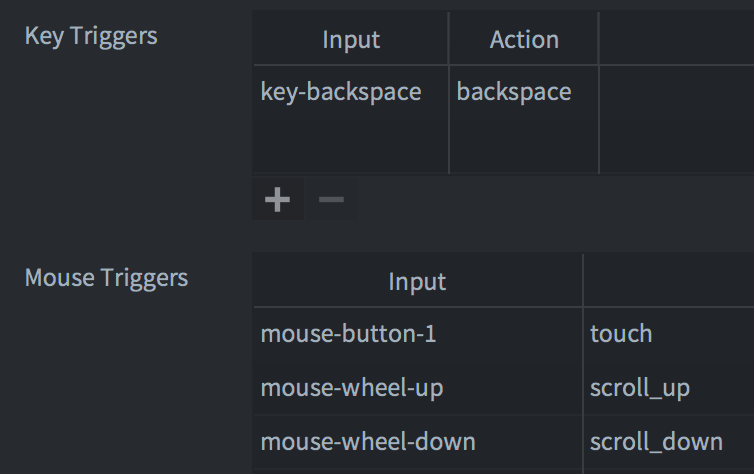 Key Triggers Input Action
key-backspace backspace
Mouse Triggers Input
mouse-button-1 touch
mouse-wheel-up scroll_up
mouse-wheel-down scroll_down